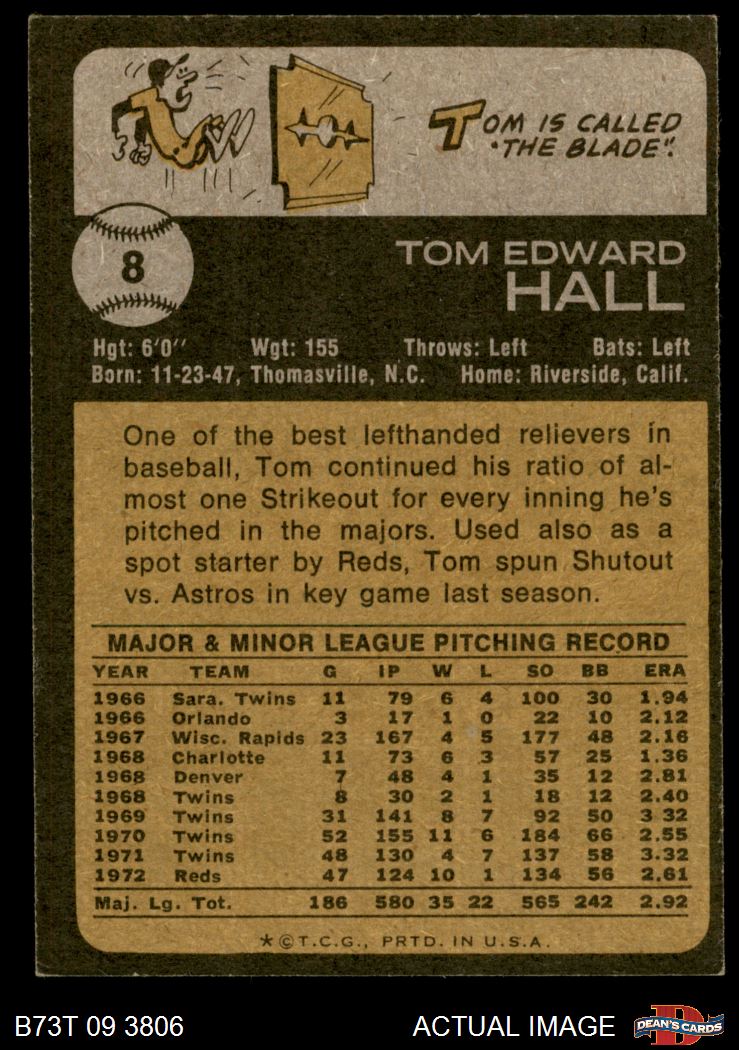 TOM IS CALLED
"THE BLADE".
8
TOM EDWARD
HALL
Hgt: 6'0" Wgt: 155 Throws: Left Bats: Left
Born: 11-23-47, Thomasville, N.C. Home: Riverside, Calif.
One of the best lefthanded relievers in
baseball, Tom continued his ratio of al-
most one Strikeout for every inning he's
pitched in the majors. Used also as a
spot starter by Reds, Tom spun Shutout
vs. Astros in key game last season.
MAJOR & MINOR LEAGUE PITCHING RECORD
YEAR TEAM G IP W L SO BB ERA
1966 Sara. Twins 11 79 6 4 100 30 1.94
1966 Orlando 3 17 1 0 22 10 2.12
1967 Wisc. Rapids 23 167 4 5 177 48 2.16
1968 Charlotte 11 73 6 3 57 25 1.36
1968 Denver 7 48 4 1 35 12 2.81
1968 Twins 8 30 2 1 18 12 2.40
1969 Twins 31 141 8 7 92 50 3.32
1970 Twins 52 155 11 6 184 66 2.55
1971 Twins 48 130 4 7 137 58 3.32
1972 Reds 47 124 10 1 134 56 2.61
Maj. Lg. Tot. 186 580 35 22 565 242 2.92
*©T.C.G., PRTD. IN U.S.A.
B73T 09 3806 ACTUAL IMAGE DEAN'S CARDS